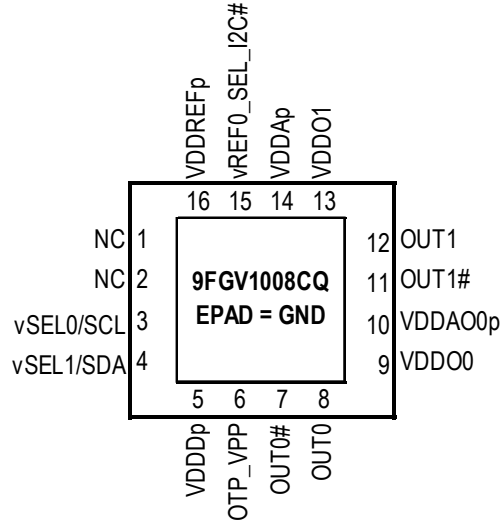 VDDREFp
vREF0_SEL_I2C#
VDDAp
VDDO1
16 15 14 13
NC 1
NC 2
vSEL0/SCL 3
vSEL1/SDA 4
9FGV1008CQ
EPAD = GND
12 OUT1
11 OUT1#
10 VDDAO0p
9 VDDO0
5 6 7 8
VDDDp
OTP_VPP
OUT0#
OUT0